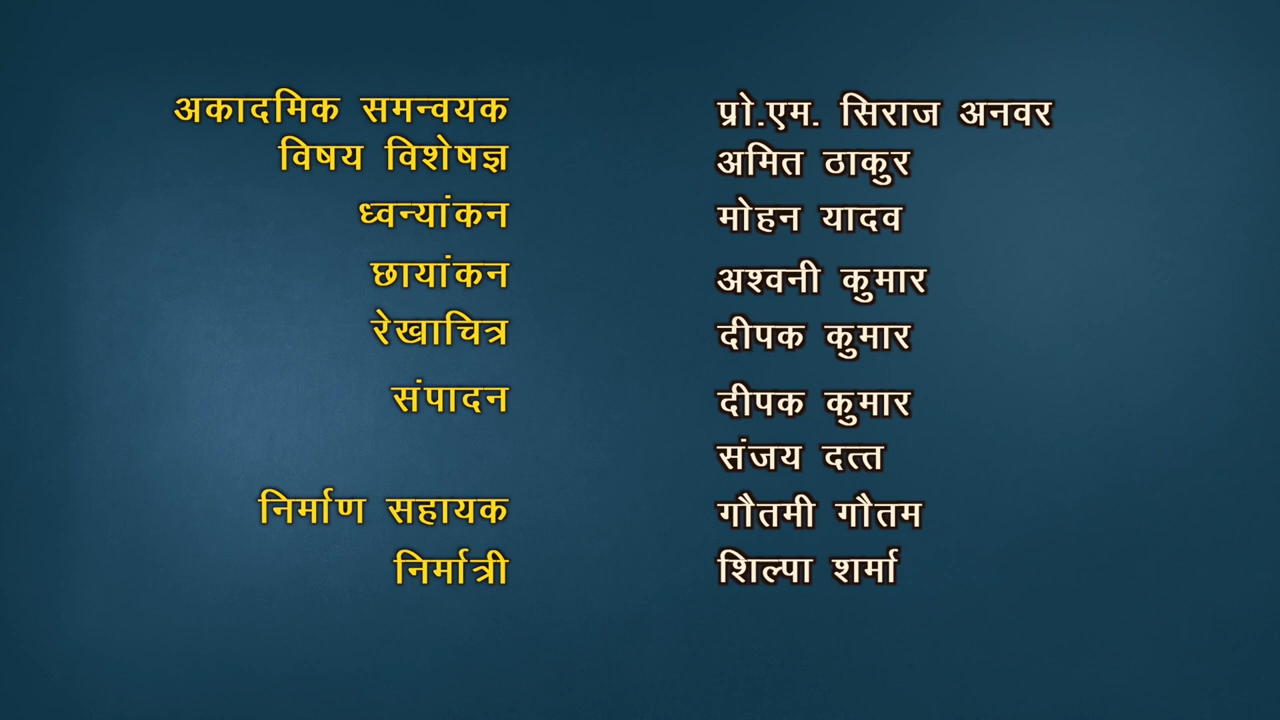 अकादमिक समन्वयक प्रो.एम. सिराज अनवर
विषय विशेषज्ञ अमित ठाकुर
ध्वन्यांकन मोहन यादव
छायांकन अश्वनी कुमार
रेखाचित्र दीपक कुमार
संपादन दीपक कुमार
संजय दत्त
निर्माण सहायक गौतमी गौतम
निर्मात्री शिल्पा शर्मा